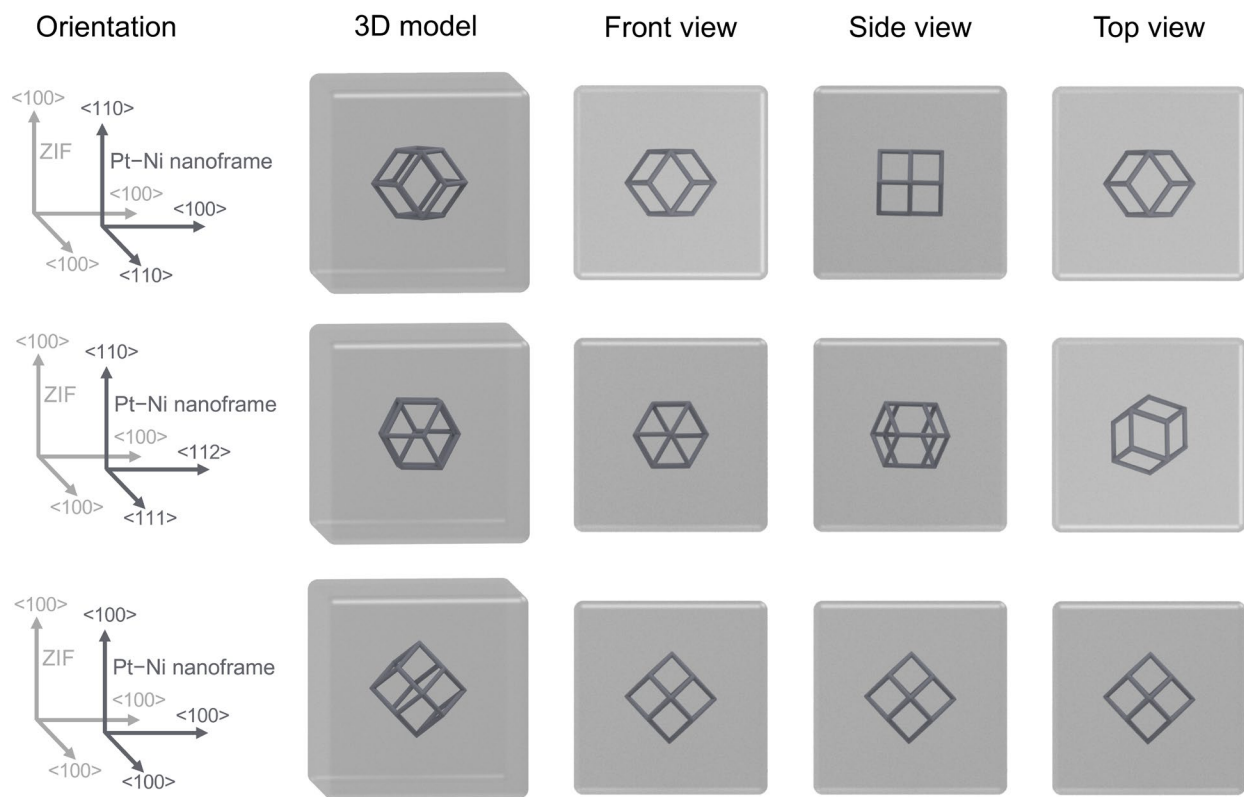 Orientation 3D model Front view Side view Top view
<100>
<110>
ZIF
Pt−Ni nanoframe
<100>
<100>
<100>
<110>
<100>
<110>
ZIF
Pt−Ni nanoframe
<100>
<112>
<100>
<111>
<100>
<100>
ZIF
Pt−Ni nanoframe
<100>
<100>
<100>
<100>